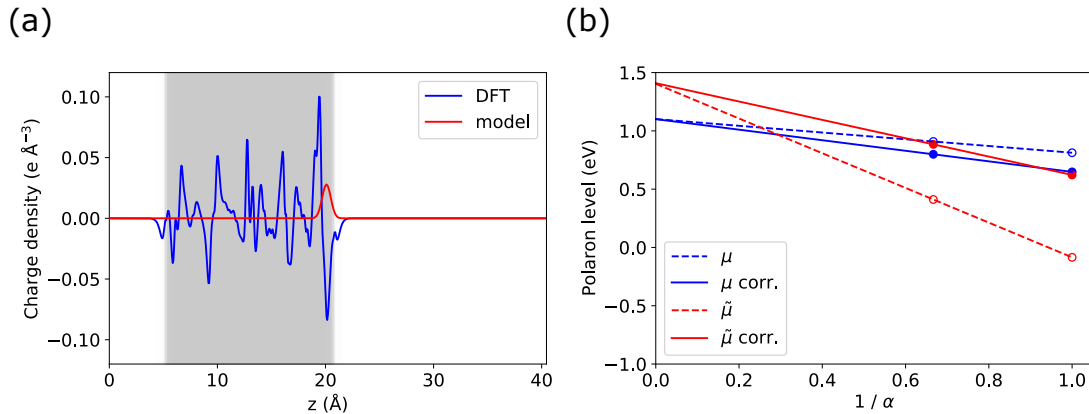 (a)
Charge density (e Å⁻³)
0.10
0.05
0.00
−0.05
−0.10
DFT
model
0
10
20
30
40
z (Å)
(b)
Polaron level (eV)
1.5
1.0
0.5
0.0
−0.5
−1.0
μ
μ corr.
μ̃
μ̃ corr.
0.0
0.2
0.4
0.6
0.8
1.0
1 / α